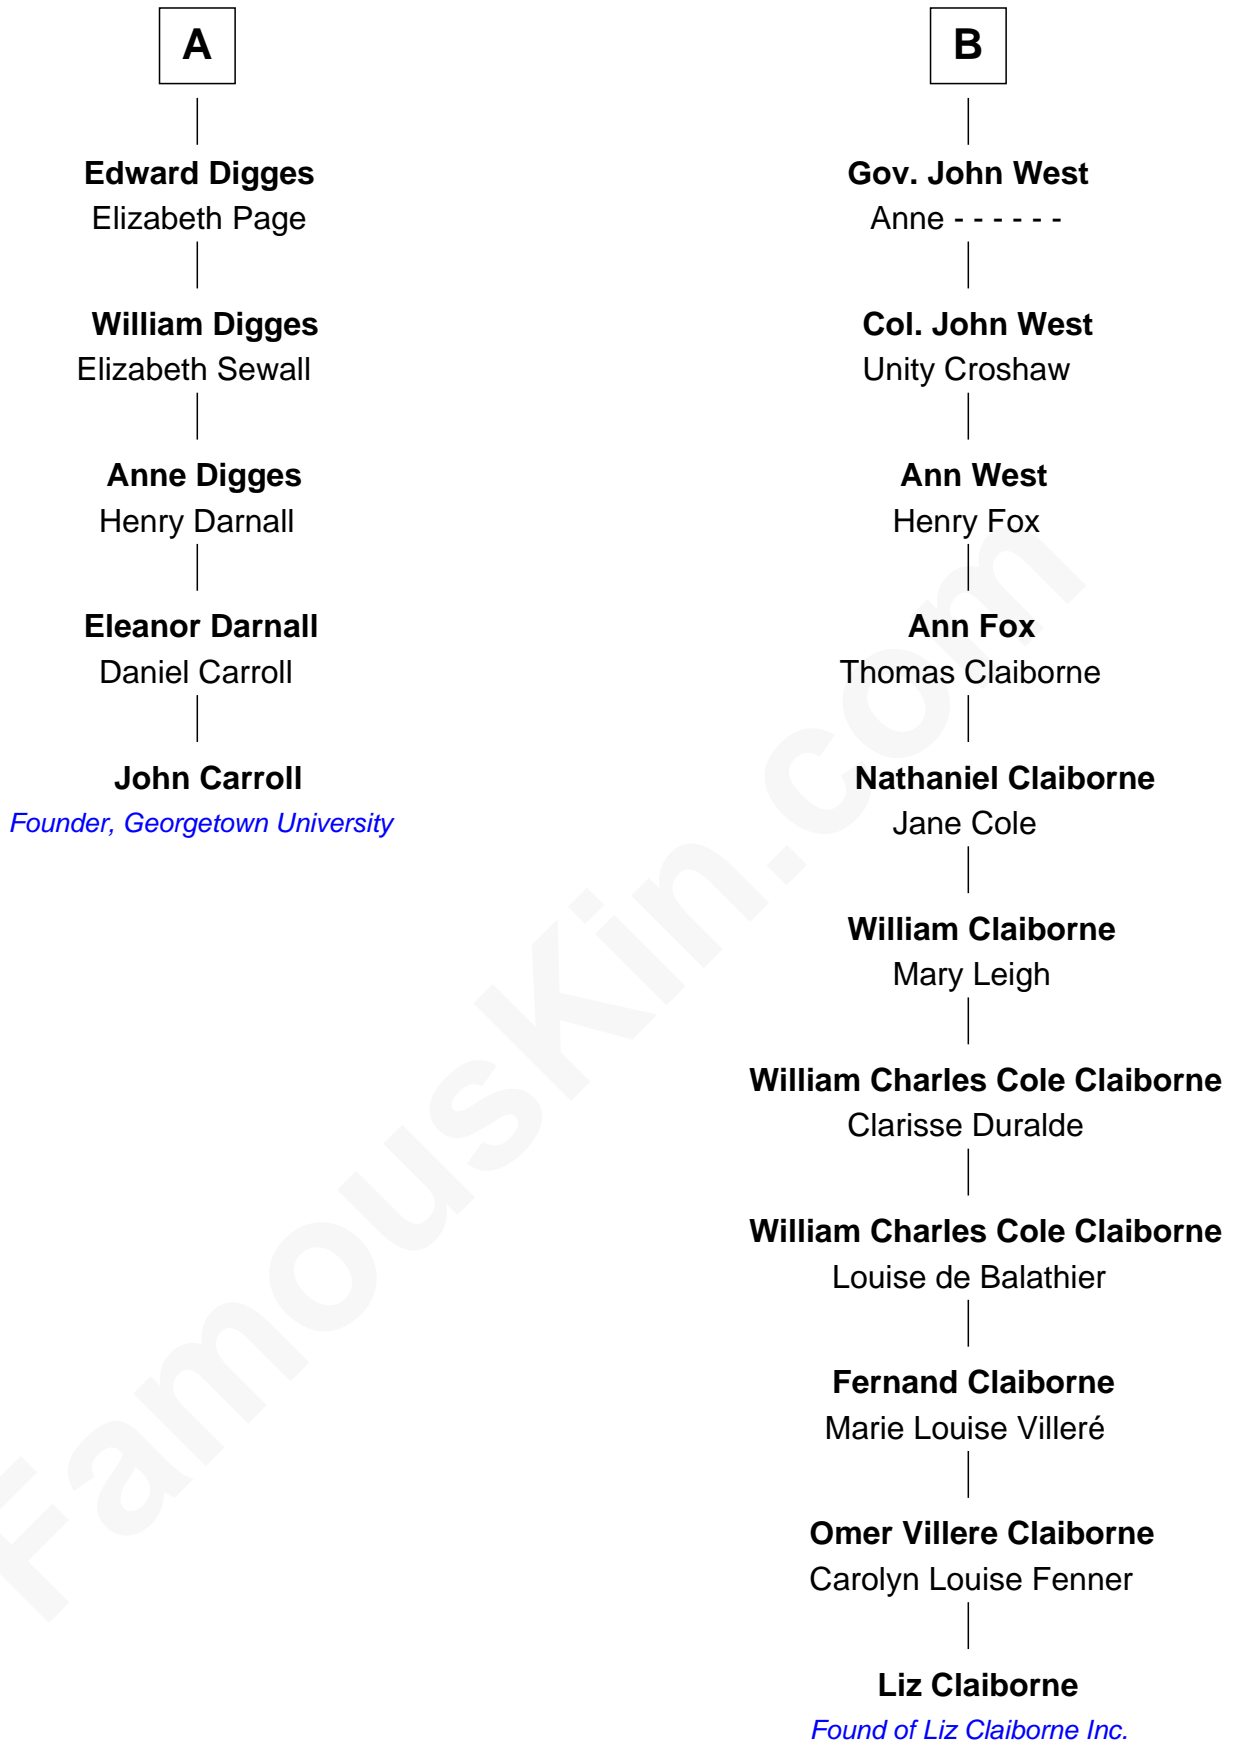 A
Edward Digges
Elizabeth Page
William Digges
Elizabeth Sewall
Anne Digges
Henry Darnall
Eleanor Darnall
Daniel Carroll
John Carroll
Founder, Georgetown University
B
Gov. John West
Anne - - - - - -
Col. John West
Unity Croshaw
Ann West
Henry Fox
Ann Fox
Thomas Claiborne
Nathaniel Claiborne
Jane Cole
William Claiborne
Mary Leigh
William Charles Cole Claiborne
Clarisse Duralde
William Charles Cole Claiborne
Louise de Balathier
Fernand Claiborne
Marie Louise Villeré
Omer Villere Claiborne
Carolyn Louise Fenner
Liz Claiborne
Found of Liz Claiborne Inc.
FamousKin.com